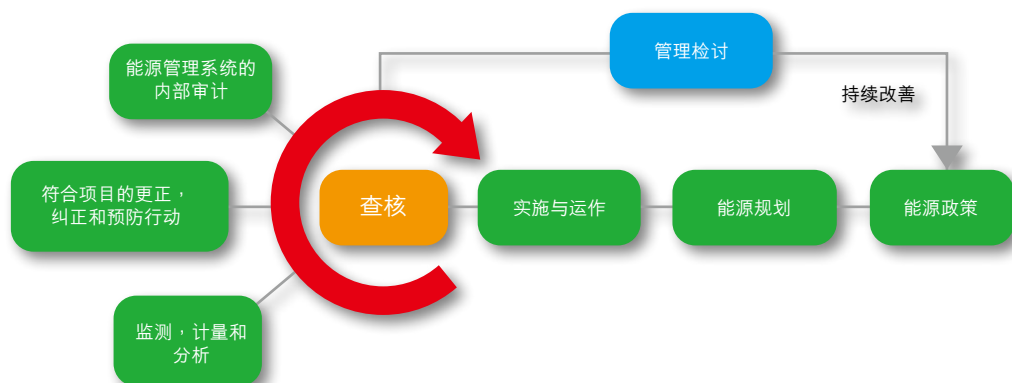 管理检讨
持续改善
能源管理系统的
内部审计
符合项目的更正，
纠正和预防行动
查核
实施与运作
能源规划
能源政策
监测，计量和
分析